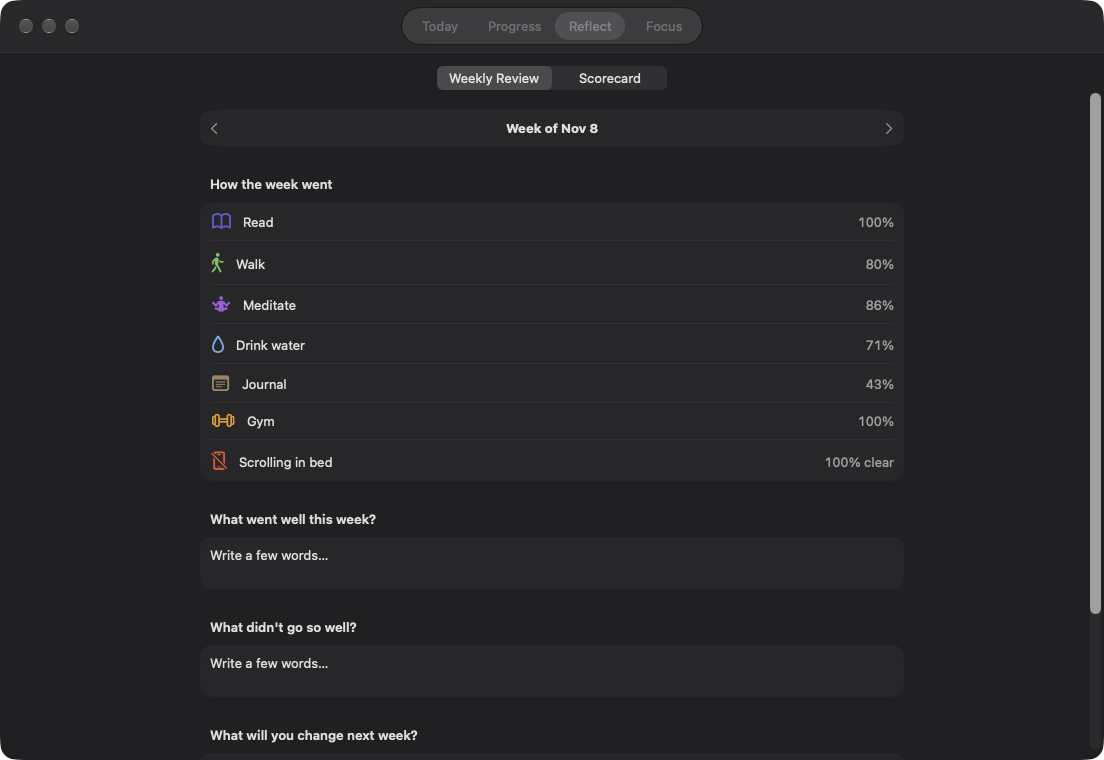 Today Progress Reflect Focus
Weekly Review Scorecard
Week of Nov 8
How the week went
Read 100%
Walk 80%
Meditate 86%
Drink water 71%
Journal 43%
Gym 100%
Scrolling in bed 100% clear
What went well this week?
Write a few words...
What didn't go so well?
Write a few words...
What will you change next week?